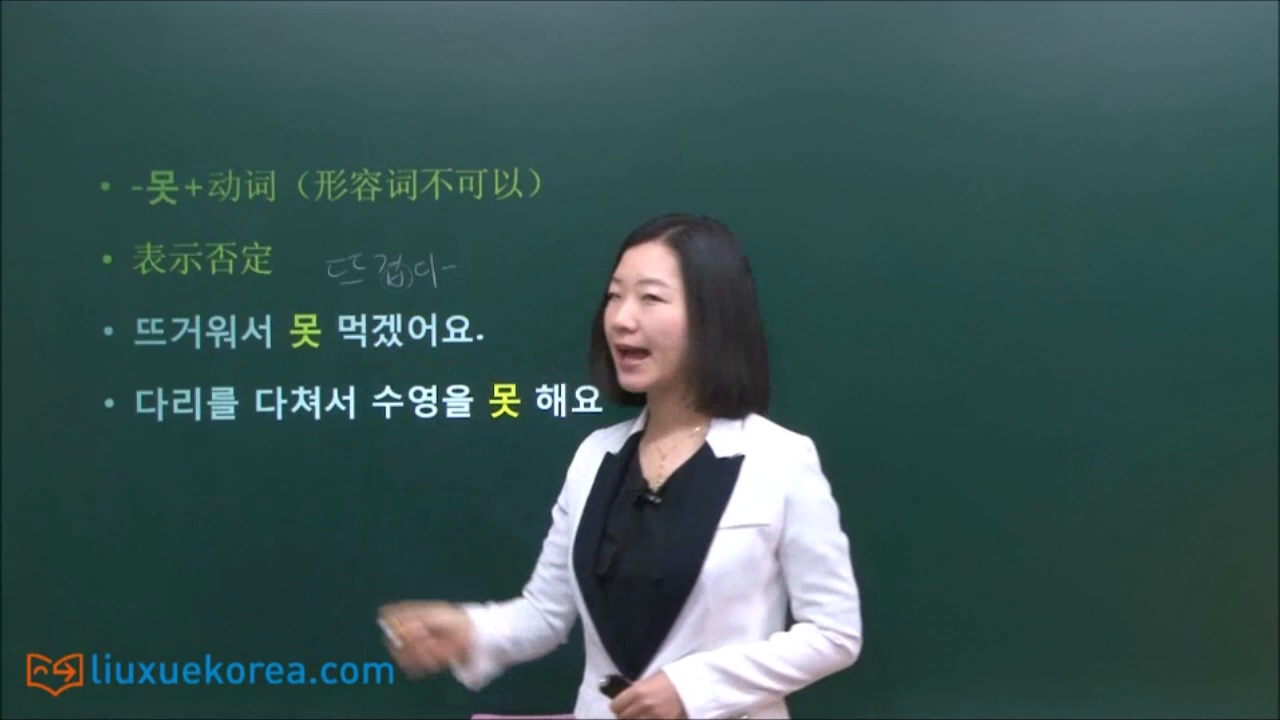 • -못+动词（形容词不可以）
• 表示否定
뜨겁다
• 뜨거워서 못 먹겠어요.
• 다리를 다쳐서 수영을 못 해요
liuxuekorea.com